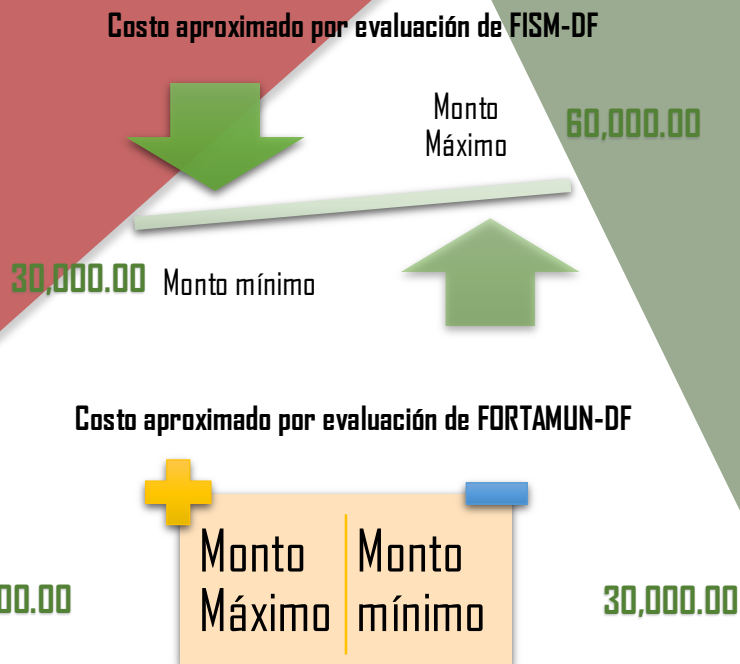 Costo aproximado por evaluación de FISM-DF
Monto
Máximo
60,000.00
30,000.00
Monto mínimo
Costo aproximado por evaluación de FORTAMUN-DF
Monto
Máximo
Monto
mínimo
30,000.00